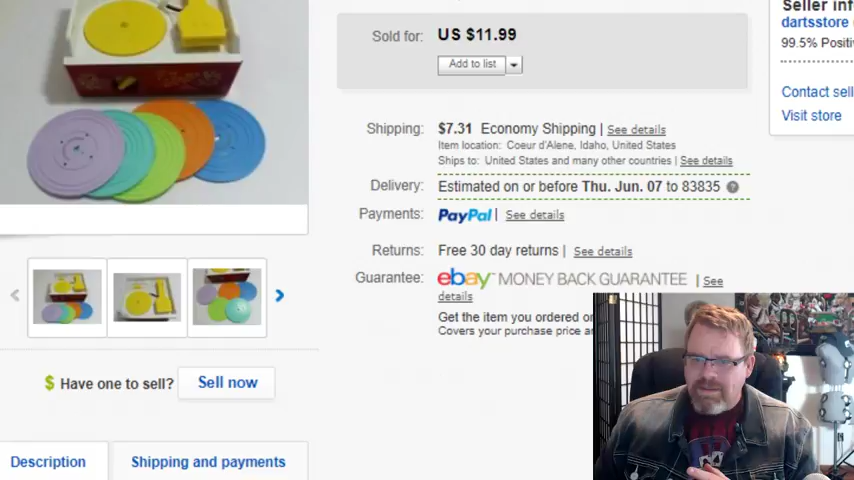 Seller inf
dartsstore
99.5% Positi
Contact sell
Visit store
Sold for: US $11.99
Add to list
Shipping: $7.31 Economy Shipping | See details
Item location: Coeur d'Alene, Idaho, United States
Ships to: United States and many other countries | See details
Delivery: Estimated on or before Thu. Jun. 07 to 83835 ?
Payments: PayPal | See details
Returns: Free 30 day returns | See details
Guarantee: ebay MONEY BACK GUARANTEE | See
details
Get the item you ordered or
Covers your purchase price an
$ Have one to sell? Sell now
Description
Shipping and payments